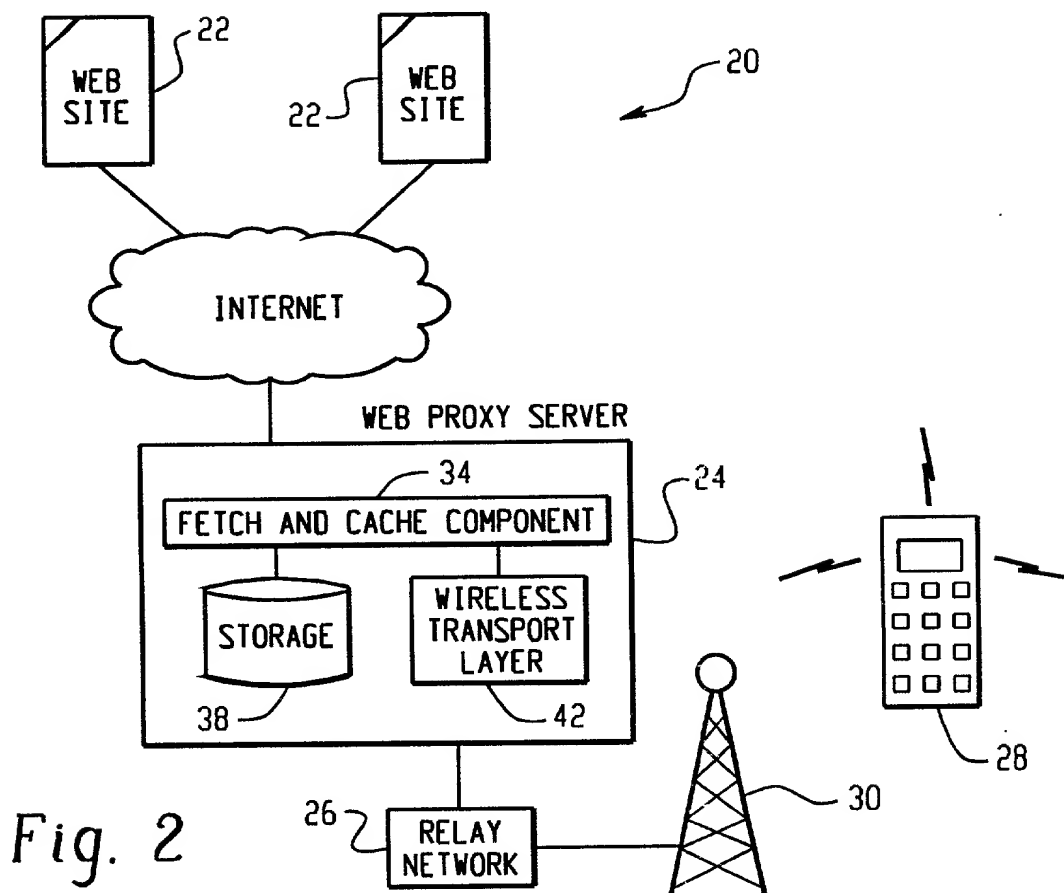 WEB
SITE
22
WEB
SITE
22
20
INTERNET
WEB PROXY SERVER
34
24
FETCH AND CACHE COMPONENT
STORAGE
WIRELESS
TRANSPORT
LAYER
38
42
28
30
26
RELAY
NETWORK
Fig. 2